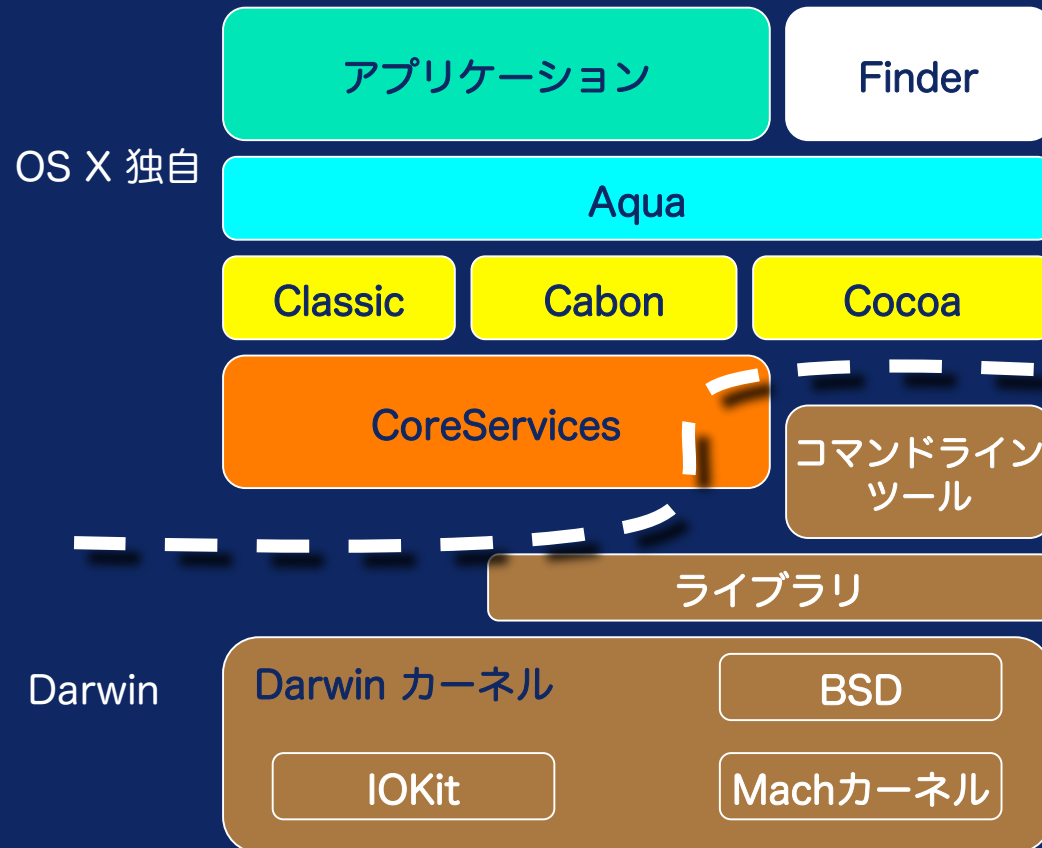 アプリケーション
Finder
OS X 独自
Aqua
Classic
Cabon
Cocoa
CoreServices
コマンドライン
ツール
ライブラリ
Darwin
Darwin カーネル
BSD
IOKit
Machカーネル